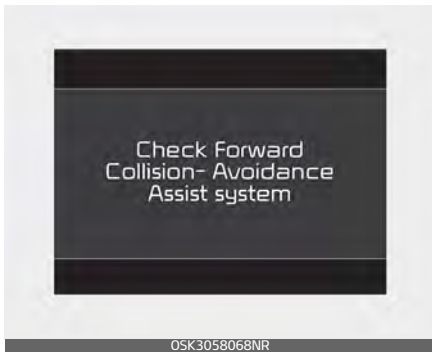 Check Forward
Collision- Avoidance
Assist system
OSK3058068NR